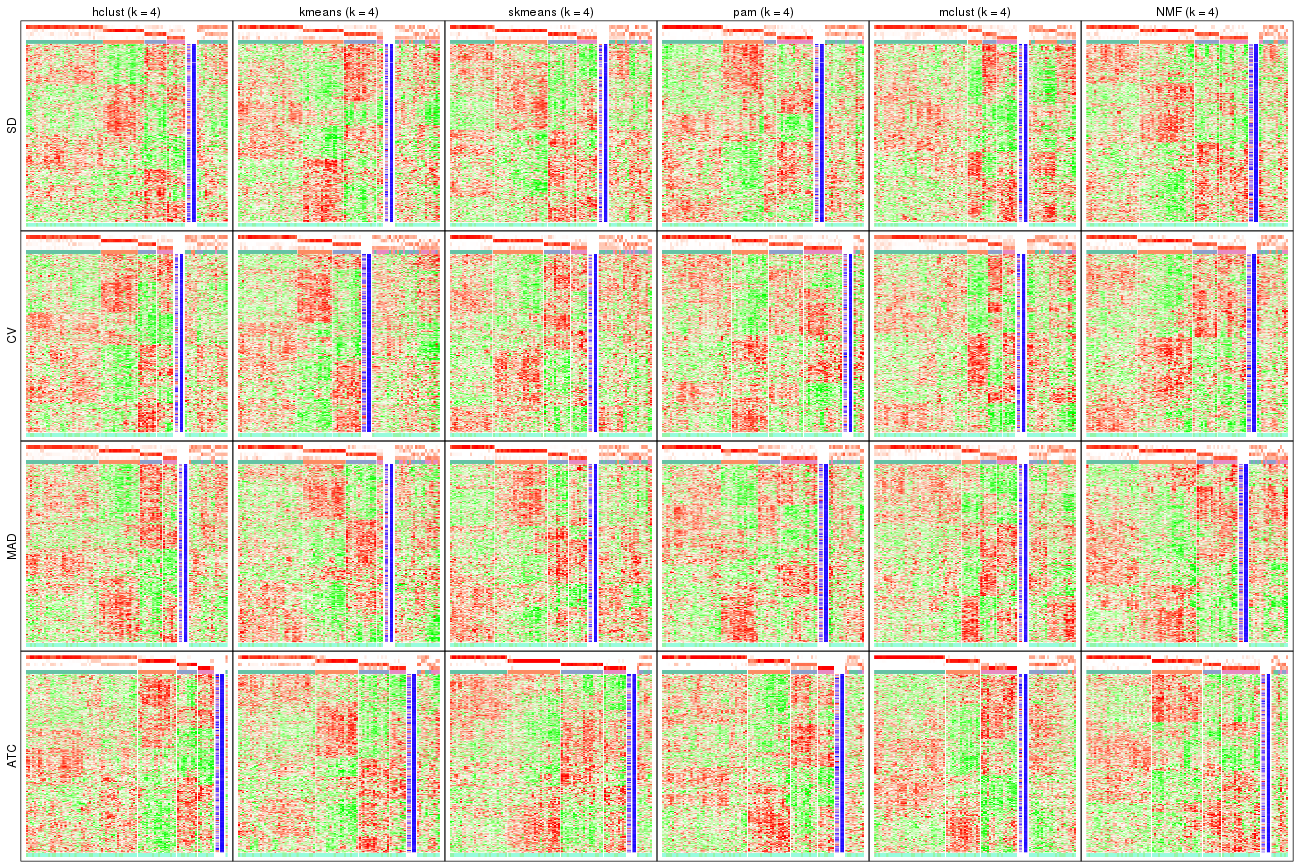 hclust (k = 4)
kmeans (k = 4)
skmeans (k = 4)
pam (k = 4)
mclust (k = 4)
NMF (k = 4)
SD
CV
MAD
ATC